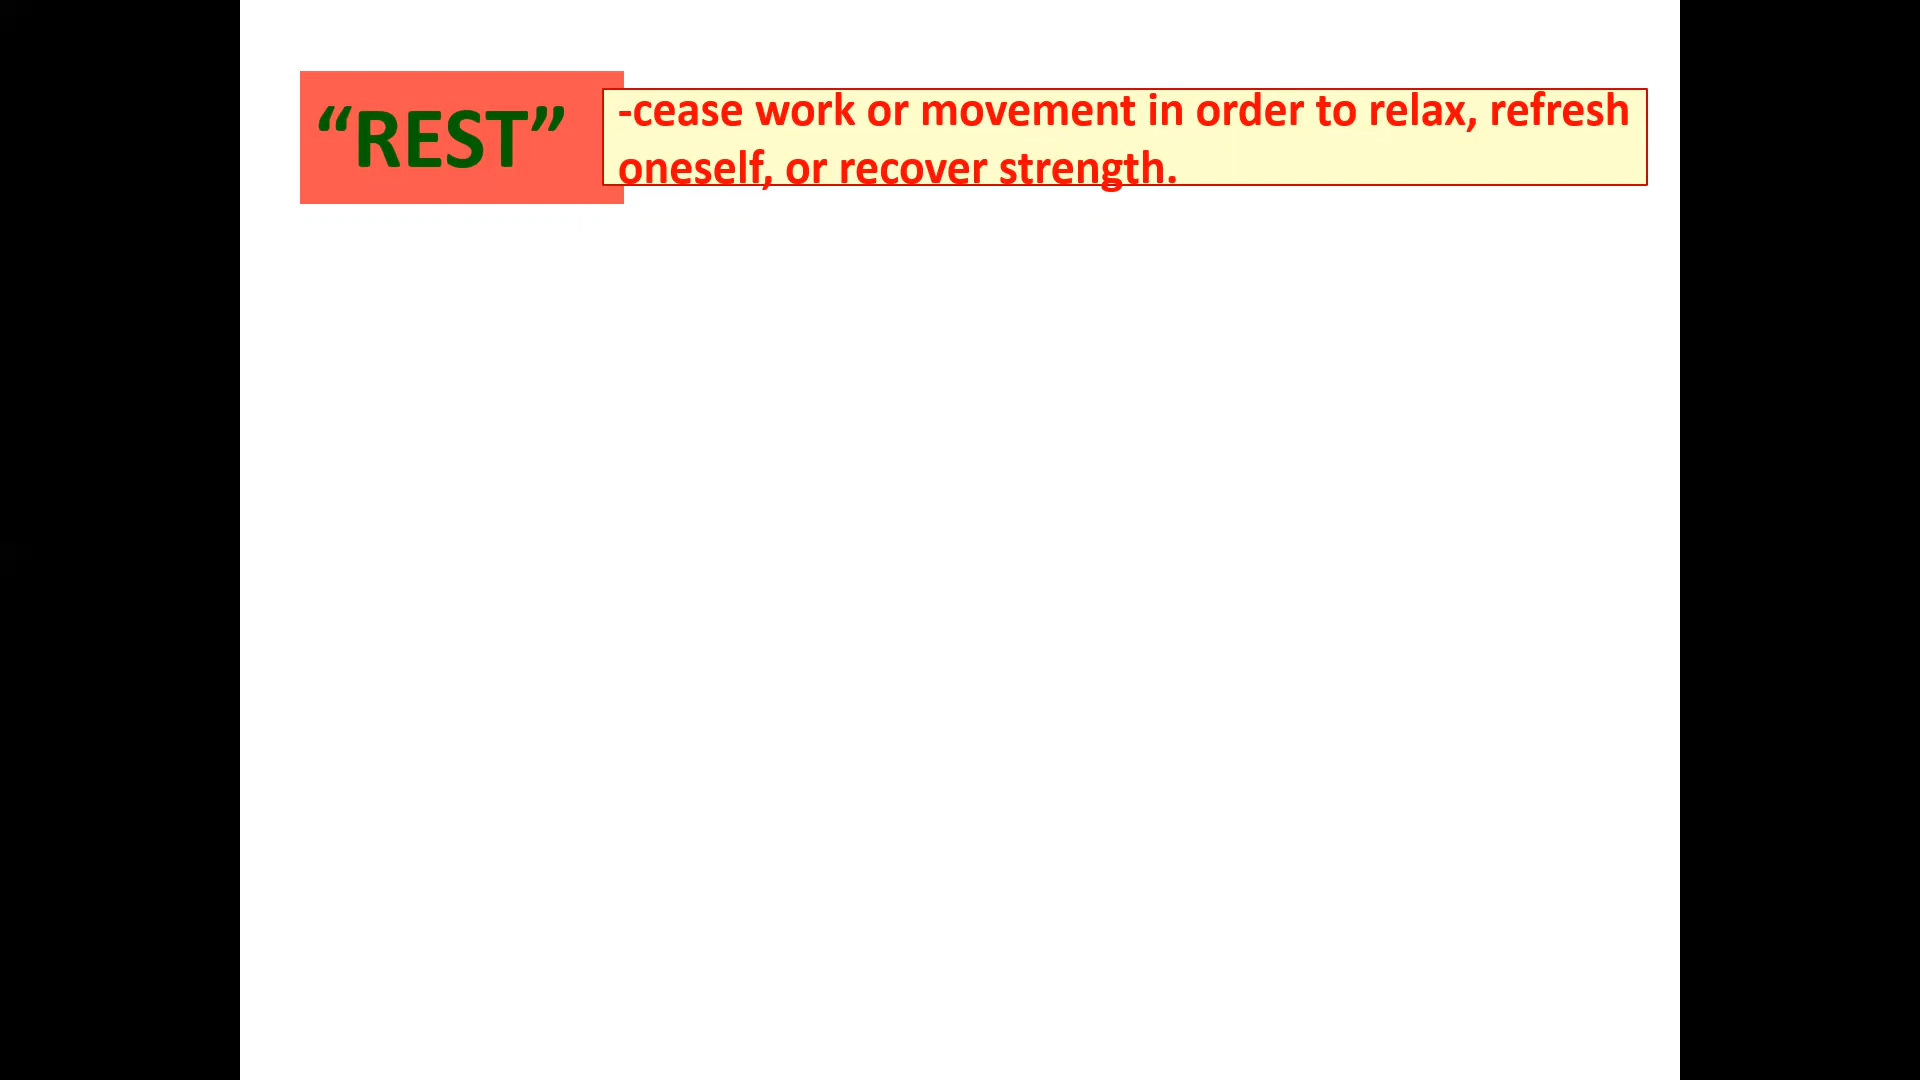 “REST”
-cease work or movement in order to relax, refresh
oneself, or recover strength.